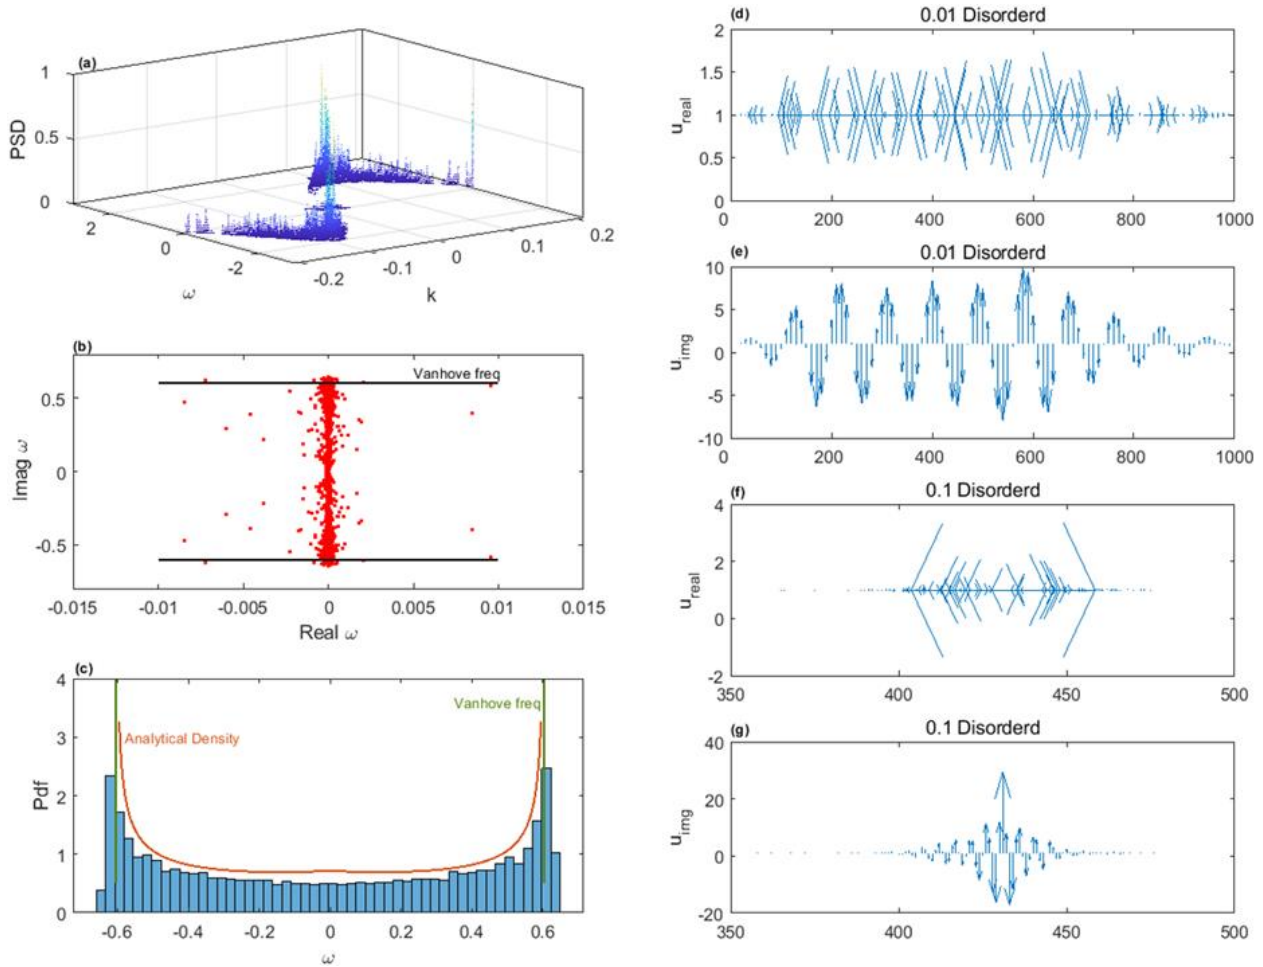 (a)
1
0.5
0
PSD
2
0
-2
ω
-0.2
-0.1
0
0.1
0.2
k
(b)
Vanhove freq
0.5
0
-0.5
Imag ω
-0.015 -0.01 -0.005 0 0.005 0.01 0.015
Real ω
(c)
Vanhove freq
Analytical Density
4
3
2
1
0
Pdf
-0.6 -0.4 -0.2 0 0.2 0.4 0.6
ω
(d) 0.01 Disorderd
2
1.5
1
0.5
0
u_real
0 200 400 600 800 1000
(e) 0.01 Disorderd
10
5
0
-5
-10
u_img
0 200 400 600 800 1000
(f) 0.1 Disorderd
4
2
0
-2
u_real
350 400 450 500
(g) 0.1 Disorderd
40
20
0
-20
u_img
350 400 450 500